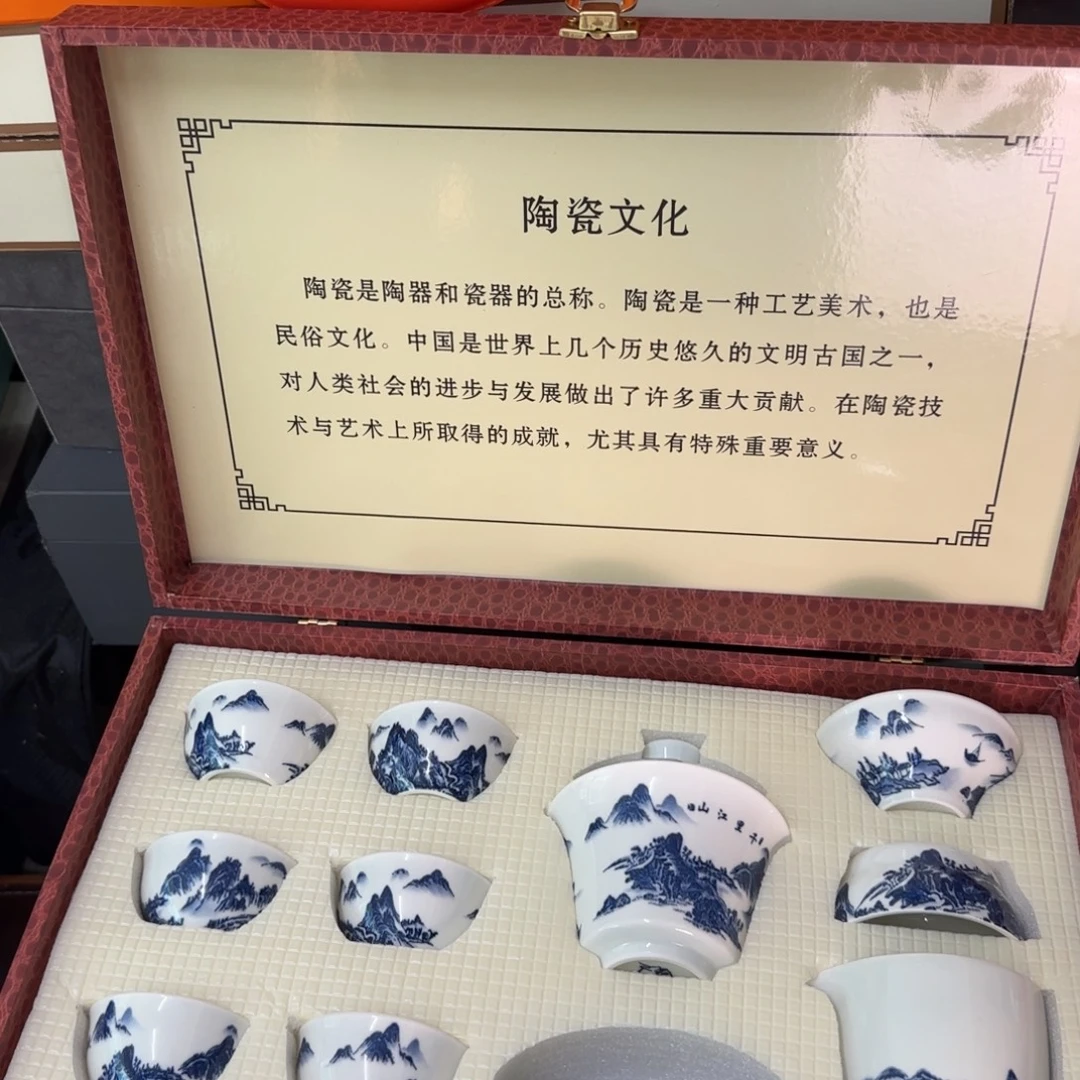 陶瓷文化
陶瓷是陶器和瓷器的总称。陶瓷是一种工艺美术，也是
民俗文化。中国是世界上几个历史悠久的文明古国之一，
对人类社会的进步与发展做出了许多重大贡献。在陶瓷技
术与艺术上所取得的成就，尤其具有特殊重要意义。